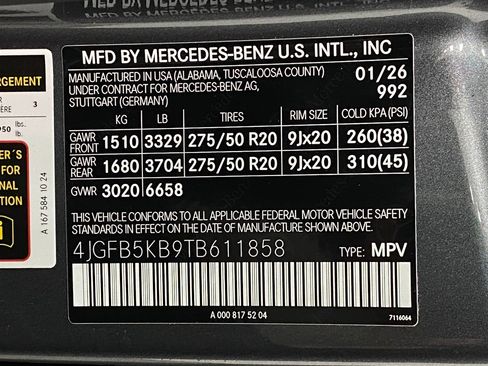 MFD BY MERCEDES-BENZ U.S. INTL., INC
MANUFACTURED IN USA (ALABAMA, TUSCALOOSA COUNTY)
UNDER CONTRACT FOR MERCEDES-BENZ AG,
STUTTGART (GERMANY)
01/26
992
KG LB TIRES RIM SIZE COLD KPA (PSI)
GAWR FRONT 1510 3329 275/50 R20 9Jx20 260(38)
GAWR REAR 1680 3704 275/50 R20 9Jx20 310(45)
GVWR 3020 6658
THIS VEHICLE CONFORMS TO ALL APPLICABLE FEDERAL MOTOR VEHICLE SAFETY
STANDARDS IN EFFECT ON THE DATE OF MANUFACTURE SHOWN ABOVE.
4JGFB5KB9TB611858 TYPE: MPV
A 000 817 52 04
7116064
3
lbs.
lb.
FOR
A 167 584 10 24